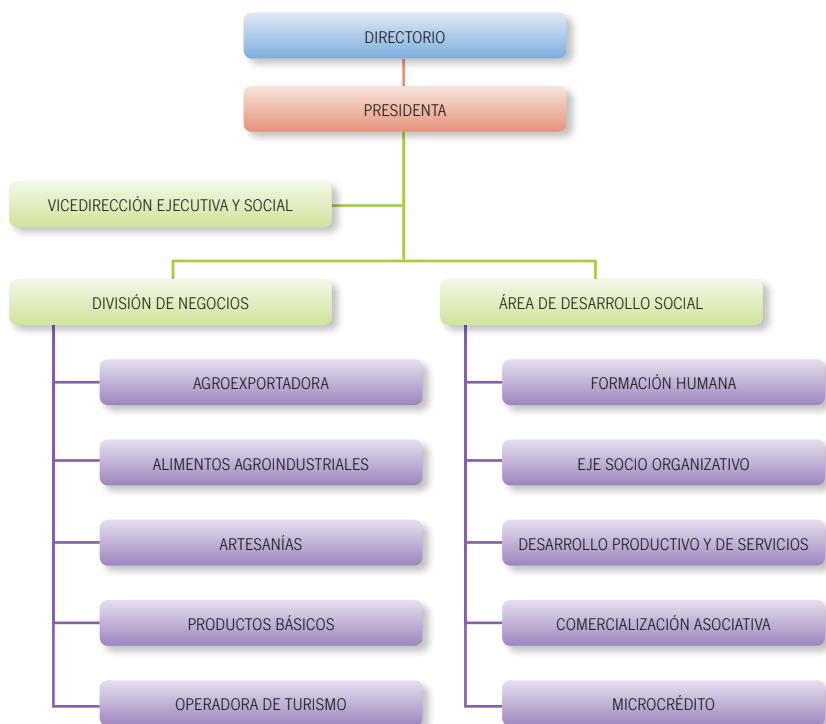 DIRECTORIO
PRESIDENTA
VICEDIRECCIÓN EJECUTIVA Y SOCIAL
DIVISIÓN DE NEGOCIOS
AGROEXPORTADORA
ALIMENTOS AGROINDUSTRIALES
ARTESANÍAS
PRODUCTOS BÁSICOS
OPERADORA DE TURISMO
ÁREA DE DESARROLLO SOCIAL
FORMACIÓN HUMANA
EJE SOCIO ORGANIZATIVO
DESARROLLO PRODUCTIVO Y DE SERVICIOS
COMERCIALIZACIÓN ASOCIATIVA
MICROCRÉDITO